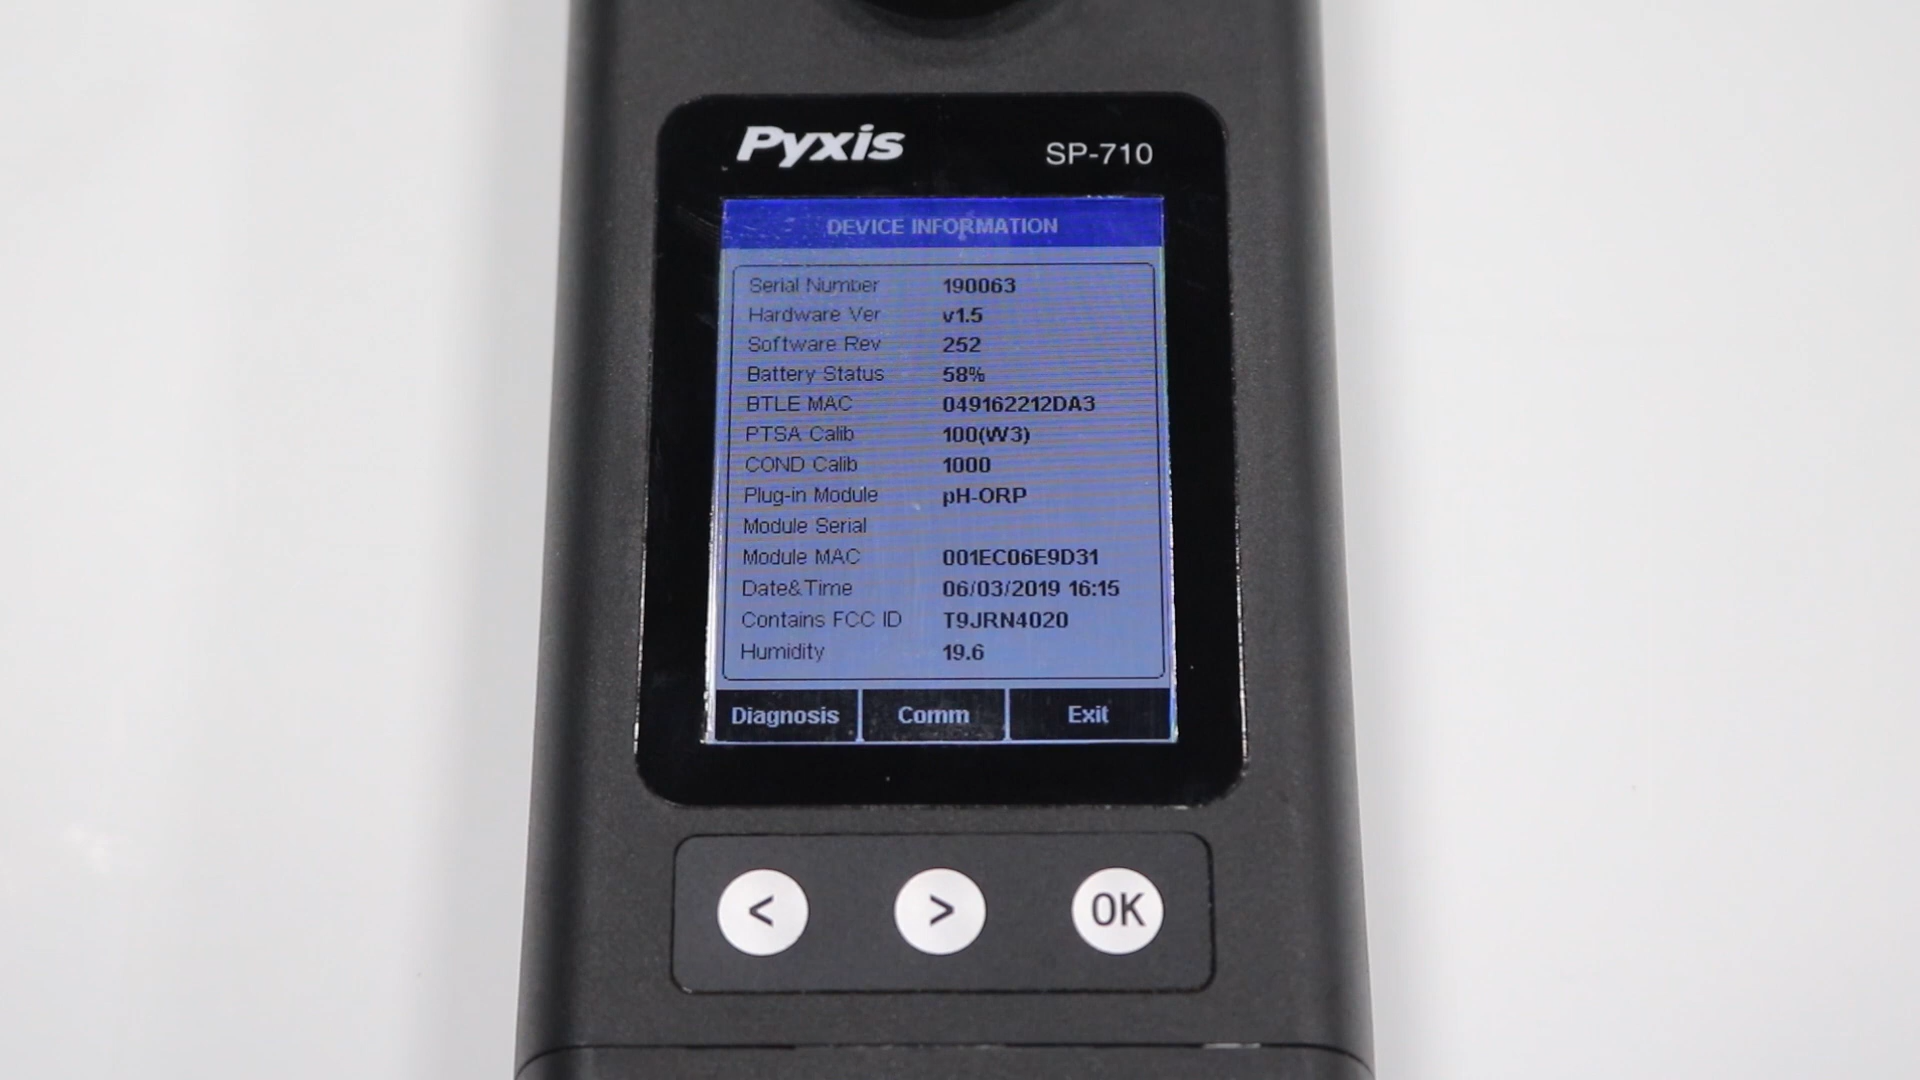 Pyxis SP-710
DEVICE INFORMATION
Serial Number 190063
Hardware Ver v1.5
Software Rev 252
Battery Status 58%
BTLE MAC 049162212DA3
PTSA Calib 100(W3)
COND Calib 1000
Plug-in Module pH-ORP
Module Serial
Module MAC 001EC06E9D31
Date&Time 06/03/2019 16:15
Contains FCC ID T9JRN4020
Humidity 19.6
Diagnosis Comm Exit
< > OK